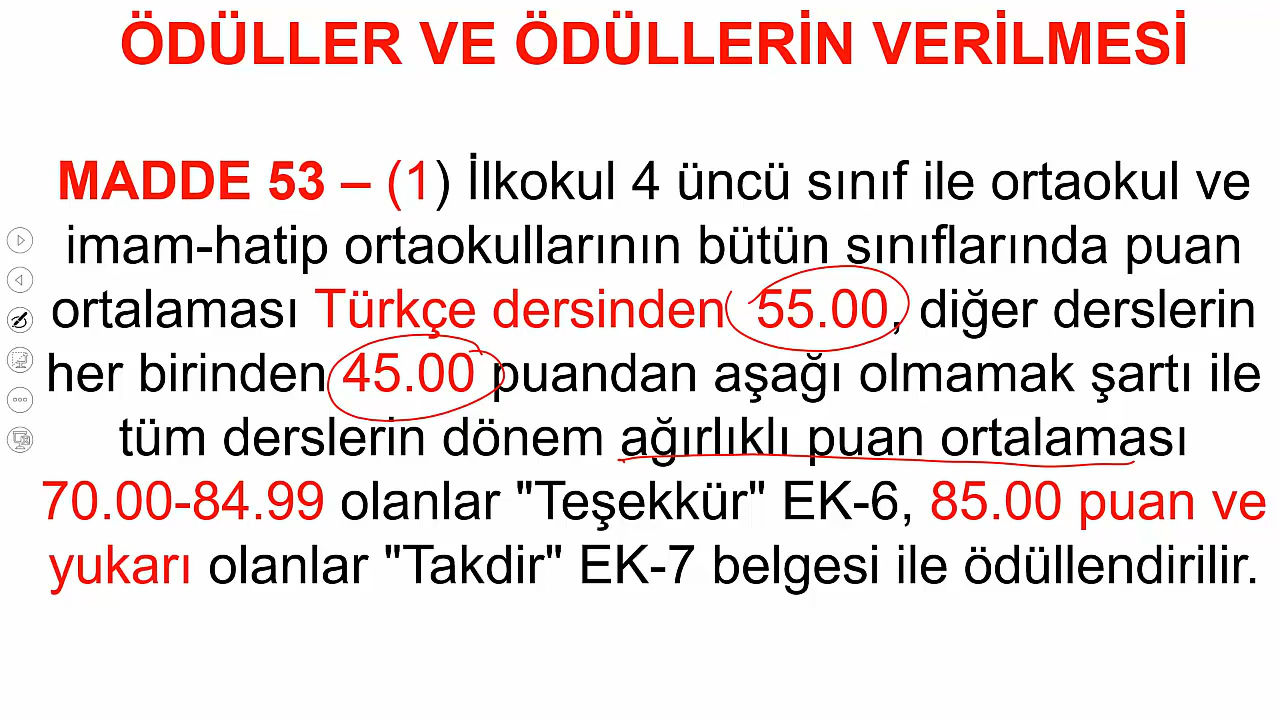 ÖDÜLLER VE ÖDÜLLERİN VERİLMESİ
MADDE 53 – (1) İlkokul 4 üncü sınıf ile ortaokul ve
imam-hatip ortaokullarının bütün sınıflarında puan
ortalaması Türkçe dersinden 55.00, diğer derslerin
her birinden 45.00 puandan aşağı olmamak şartı ile
tüm derslerin dönem ağırlıklı puan ortalaması
70.00-84.99 olanlar "Teşekkür" EK-6, 85.00 puan ve
yukarı olanlar "Takdir" EK-7 belgesi ile ödüllendirilir.